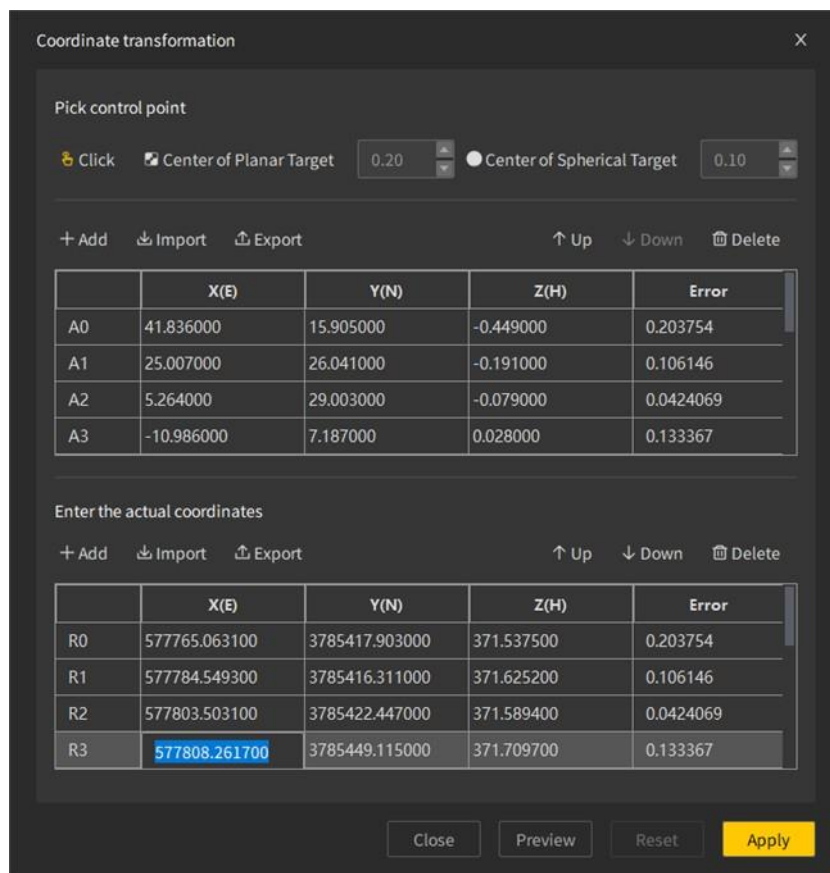 Coordinate transformation X
Pick control point
Click Center of Planar Target 0.20 Center of Spherical Target 0.10
+ Add Import Export ↑ Up ↓ Down Delete
X(E) Y(N) Z(H) Error
A0 41.836000 15.905000 -0.449000 0.203754
A1 25.007000 26.041000 -0.191000 0.106146
A2 5.264000 29.003000 -0.079000 0.0424069
A3 -10.986000 7.187000 0.028000 0.133367
Enter the actual coordinates
+ Add Import Export ↑ Up ↓ Down Delete
X(E) Y(N) Z(H) Error
R0 577765.063100 3785417.903000 371.537500 0.203754
R1 577784.549300 3785416.311000 371.625200 0.106146
R2 577803.503100 3785422.447000 371.589400 0.0424069
R3 577808.261700 3785449.115000 371.709700 0.133367
Close Preview Reset Apply